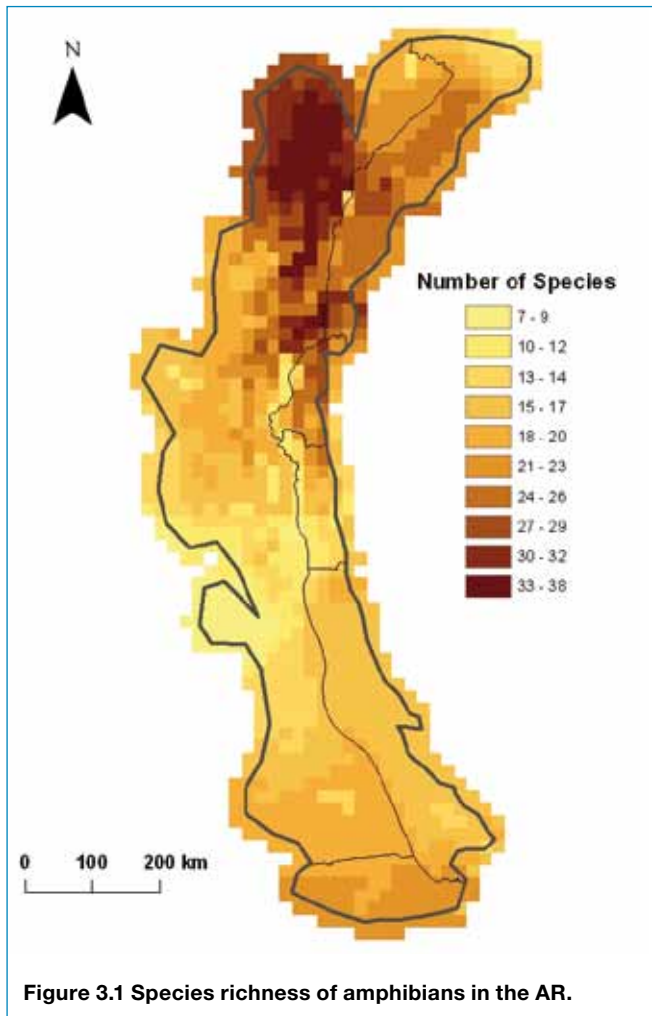 N
Number of Species
7 - 9
10 - 12
13 - 14
15 - 17
18 - 20
21 - 23
24 - 26
27 - 29
30 - 32
33 - 38
0 100 200 km
Figure 3.1 Species richness of amphibians in the AR.